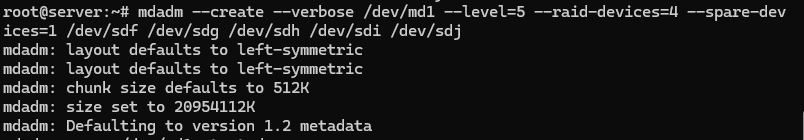 root@server:~# mdadm --create --verbose /dev/md1 --level=5 --raid-devices=4 --spare-dev
ices=1 /dev/sdf /dev/sdg /dev/sdh /dev/sdi /dev/sdj
mdadm: layout defaults to left-symmetric
mdadm: layout defaults to left-symmetric
mdadm: chunk size defaults to 512K
mdadm: size set to 20954112K
mdadm: Defaulting to version 1.2 metadata